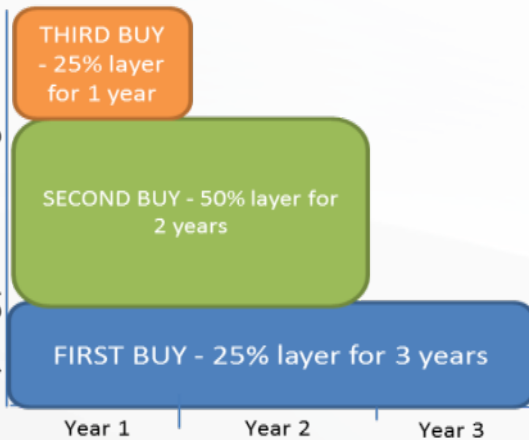 THIRD BUY
- 25% layer
for 1 year
SECOND BUY - 50% layer for
2 years
FIRST BUY - 25% layer for 3 years
Year 1
Year 2
Year 3